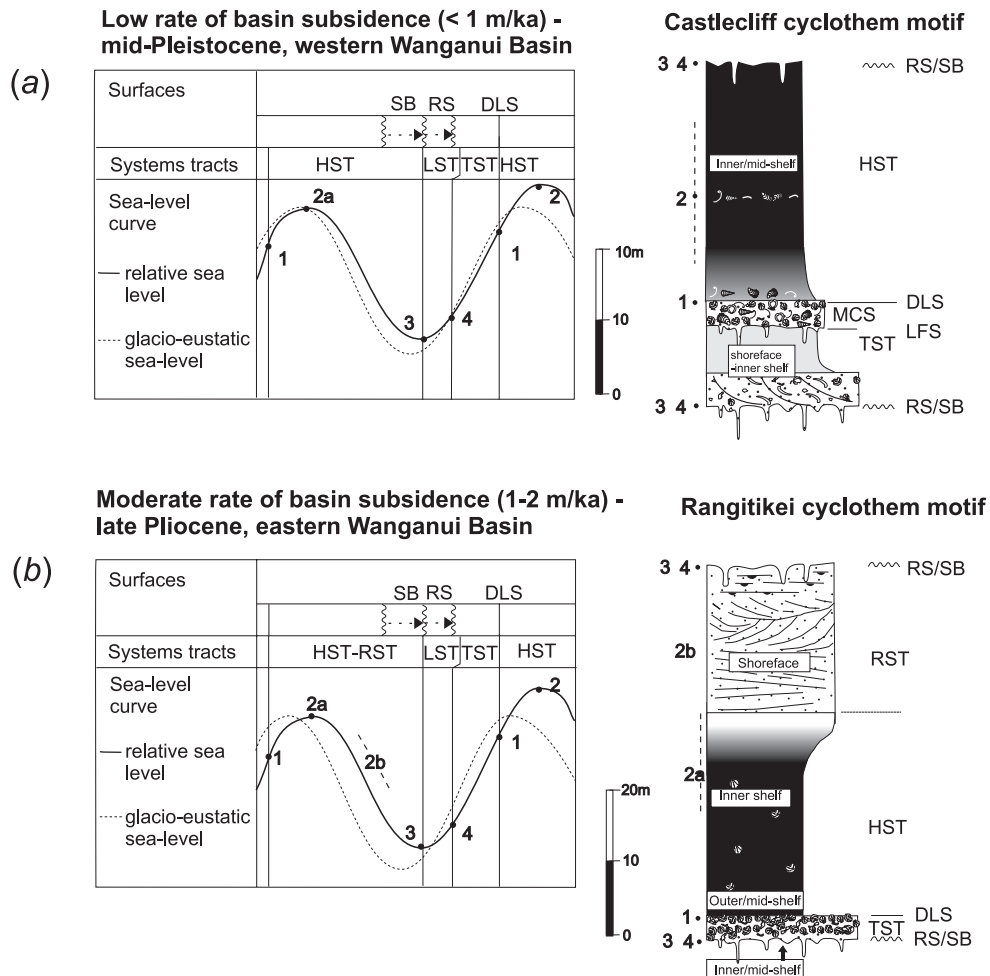 Low rate of basin subsidence (< 1 m/ka) -
mid-Pleistocene, western Wanganui Basin
Castlecliff cyclothem motif
(a)
Surfaces
SB RS DLS
Systems tracts
HST LST TST HST
Sea-level
curve
relative sea
level
glacio-eustatic
sea-level
1
2a
3
4
1
2
10m
10
0
3 4
RS/SB
Inner/mid-shelf
HST
2
1
DLS
MCS
LFS
TST
shoreface
-inner shelf
3 4
RS/SB
Moderate rate of basin subsidence (1-2 m/ka) -
late Pliocene, eastern Wanganui Basin
Rangitikei cyclothem motif
(b)
Surfaces
SB RS DLS
Systems tracts
HST-RST LST TST HST
Sea-level
curve
relative sea
level
glacio-eustatic
sea-level
1
2a
2b
3
4
1
2
20m
10
0
3 4
RS/SB
2b
Shoreface
RST
2a
Inner shelf
HST
Outer/mid-shelf
1
DLS
TST
3 4
RS/SB
Inner/mid-shelf